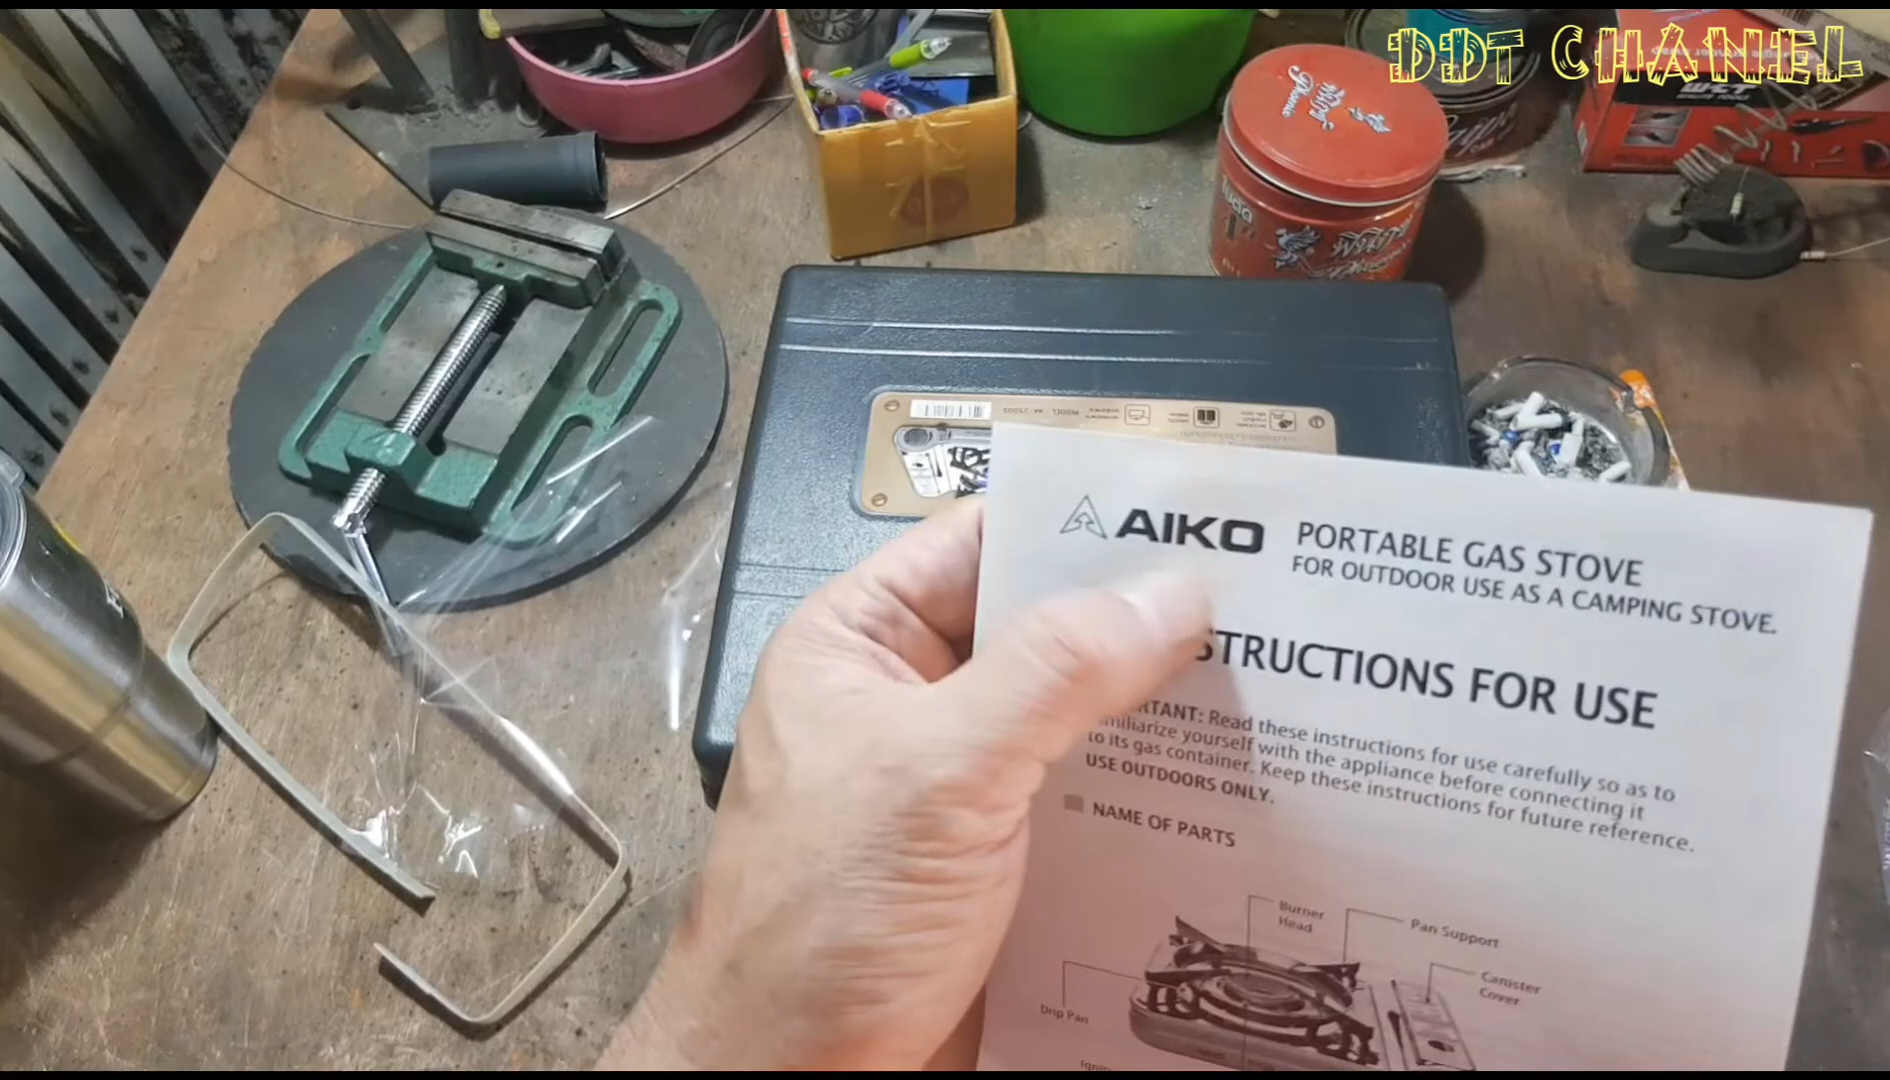 DDT CHANEL
WET
AIKO
PORTABLE GAS STOVE
FOR OUTDOOR USE AS A CAMPING STOVE.
STRUCTIONS FOR USE
RTANT: Read these instructions for use carefully so as to
miliarize yourself with the appliance before connecting it
to its gas container. Keep these instructions for future reference.
USE OUTDOORS ONLY.
NAME OF PARTS
Burner
Head
Pan Support
Canister
Cover
Drip Pan